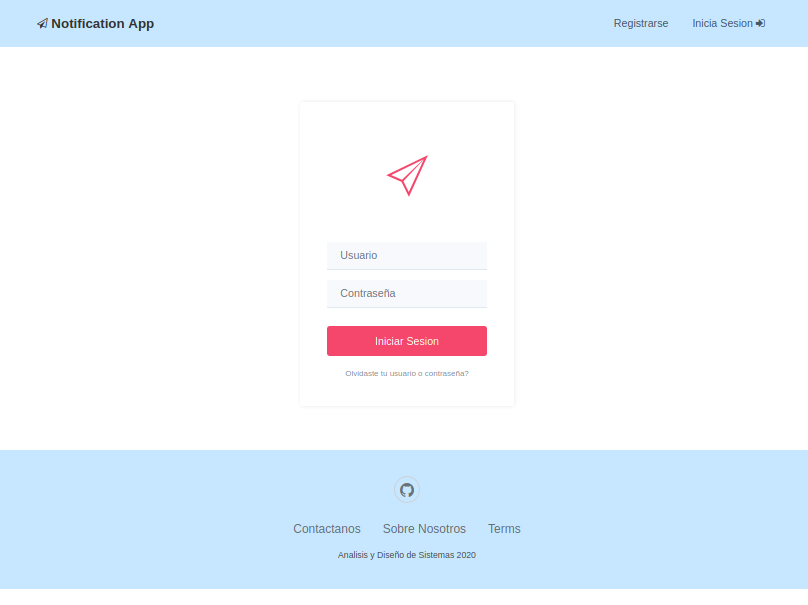 Notification App
Registrarse
Inicia Sesion
Usuario
Contraseña
Iniciar Sesion
Olvidaste tu usuario o contraseña?
Contactanos Sobre Nosotros Terms
Analisis y Diseño de Sistemas 2020